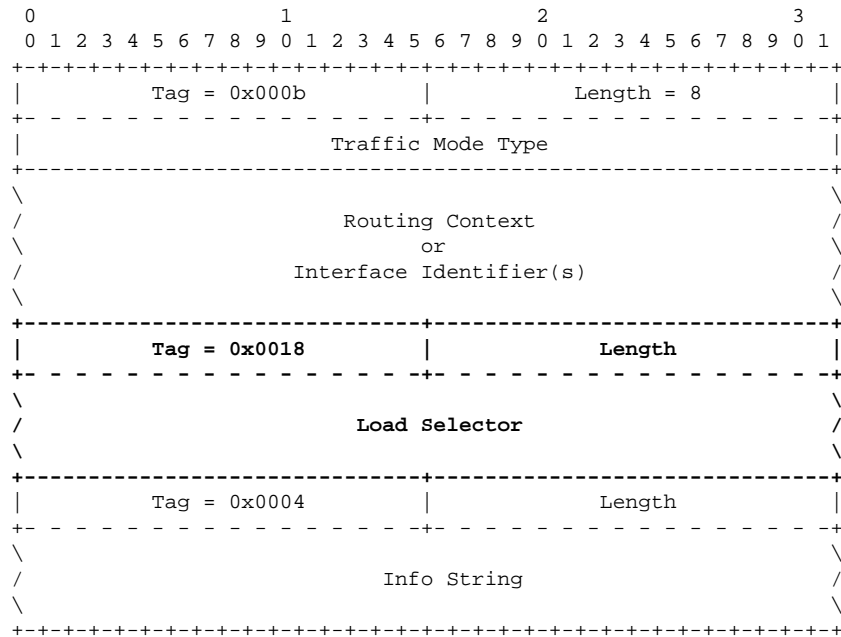 0                   1                   2                   3
 0 1 2 3 4 5 6 7 8 9 0 1 2 3 4 5 6 7 8 9 0 1 2 3 4 5 6 7 8 9 0 1
+-+-+-+-+-+-+-+-+-+-+-+-+-+-+-+-+-+-+-+-+-+-+-+-+-+-+-+-+-+-+-+-+
|          Tag = 0x000b         |           Length = 8          |
+- - - - - - - - - - - - - - - -+- - - - - - - - - - - - - - - -+
|                       Traffic Mode Type                       |
+---------------------------------------------------------------+
\                                                               \
/                         Routing Context                       /
\                               or                              \
/                     Interface Identifier(s)                   /
\                                                               \
+-------------------------------+-------------------------------+
|          Tag = 0x0018         |             Length            |
+- - - - - - - - - - - - - - - -+- - - - - - - - - - - - - - - -+
\                                                               \
/                          Load Selector                        /
\                                                               \
+-------------------------------+-------------------------------+
|          Tag = 0x0004         |             Length            |
+- - - - - - - - - - - - - - - -+- - - - - - - - - - - - - - - -+
\                                                               \
/                            Info String                        /
\                                                               \
+-+-+-+-+-+-+-+-+-+-+-+-+-+-+-+-+-+-+-+-+-+-+-+-+-+-+-+-+-+-+-+-+